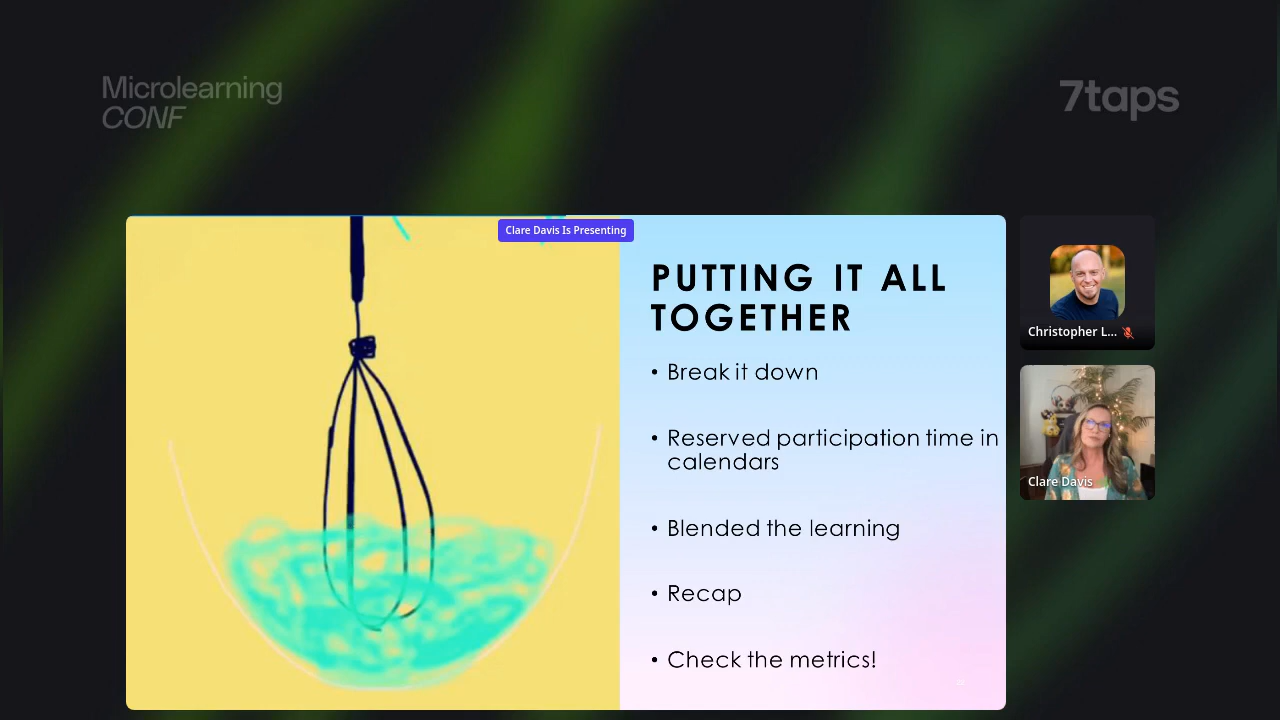 Microlearning
CONF
7taps
Clare Davis Is Presenting
PUTTING IT ALL
TOGETHER
• Break it down
• Reserved participation time in
calendars
• Blended the learning
• Recap
• Check the metrics!
Christopher L...
Clare Davis